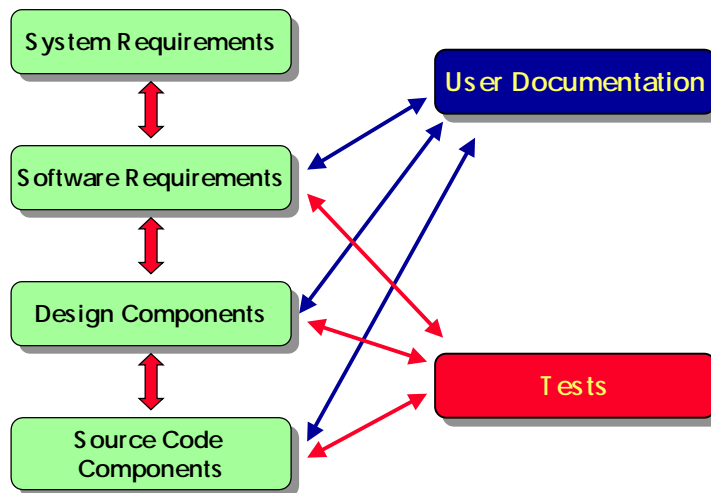 System Requirements
User Documentation
Software Requirements
Design Components
Tests
Source Code
Components